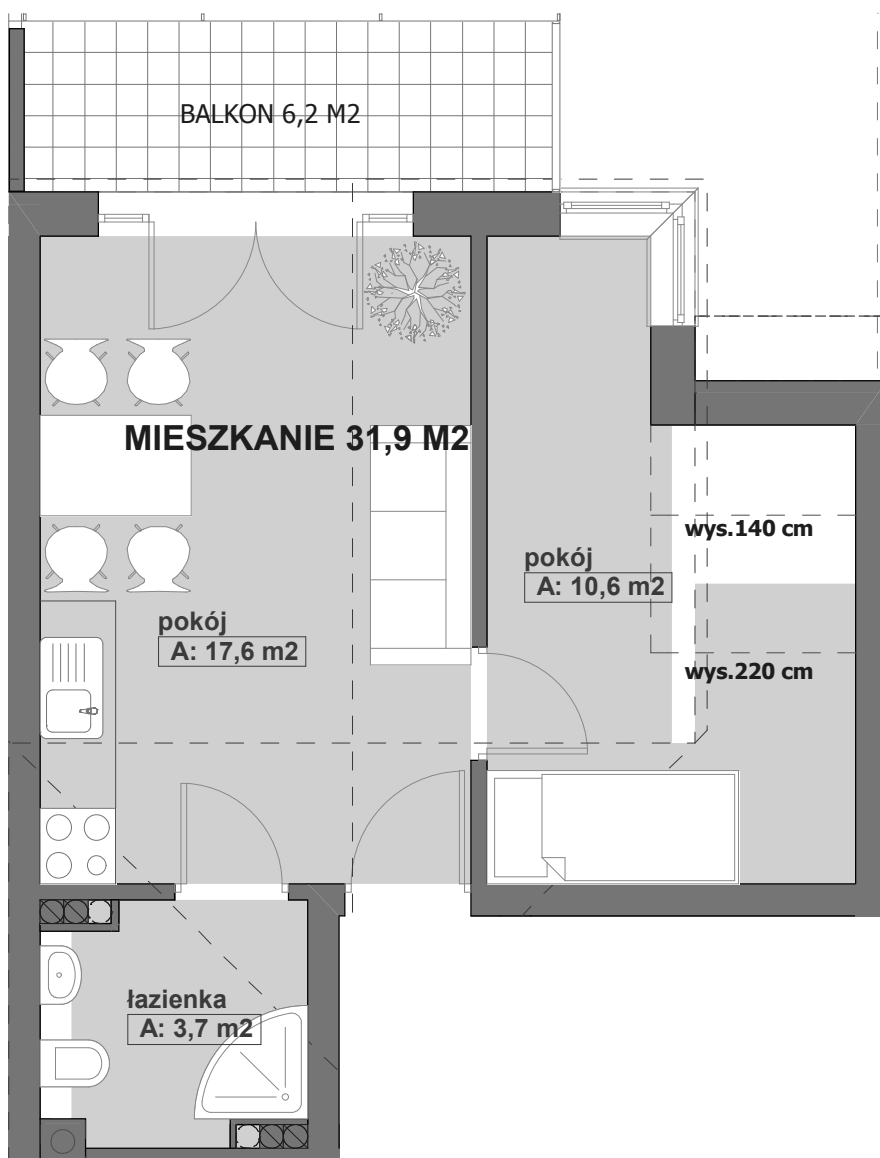 BALKON 6,2 M2
MIESZKANIE 31,9 M2
wys.140 cm
pokój
A: 10,6 m2
pokój
A: 17,6 m2
wys.220 cm
łazienka
A: 3,7 m2